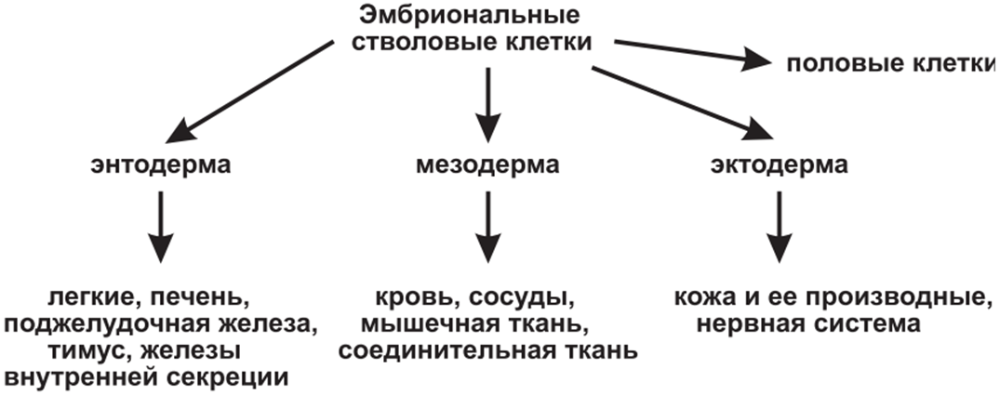 Эмбриональные
стволовые клетки
половые клетки
энтодерма
мезодерма
эктодерма
легкие, печень,
поджелудочная железа,
тимус, железы
внутренней секреции
кровь, сосуды,
мышечная ткань,
соединительная ткань
кожа и ее производные,
нервная система